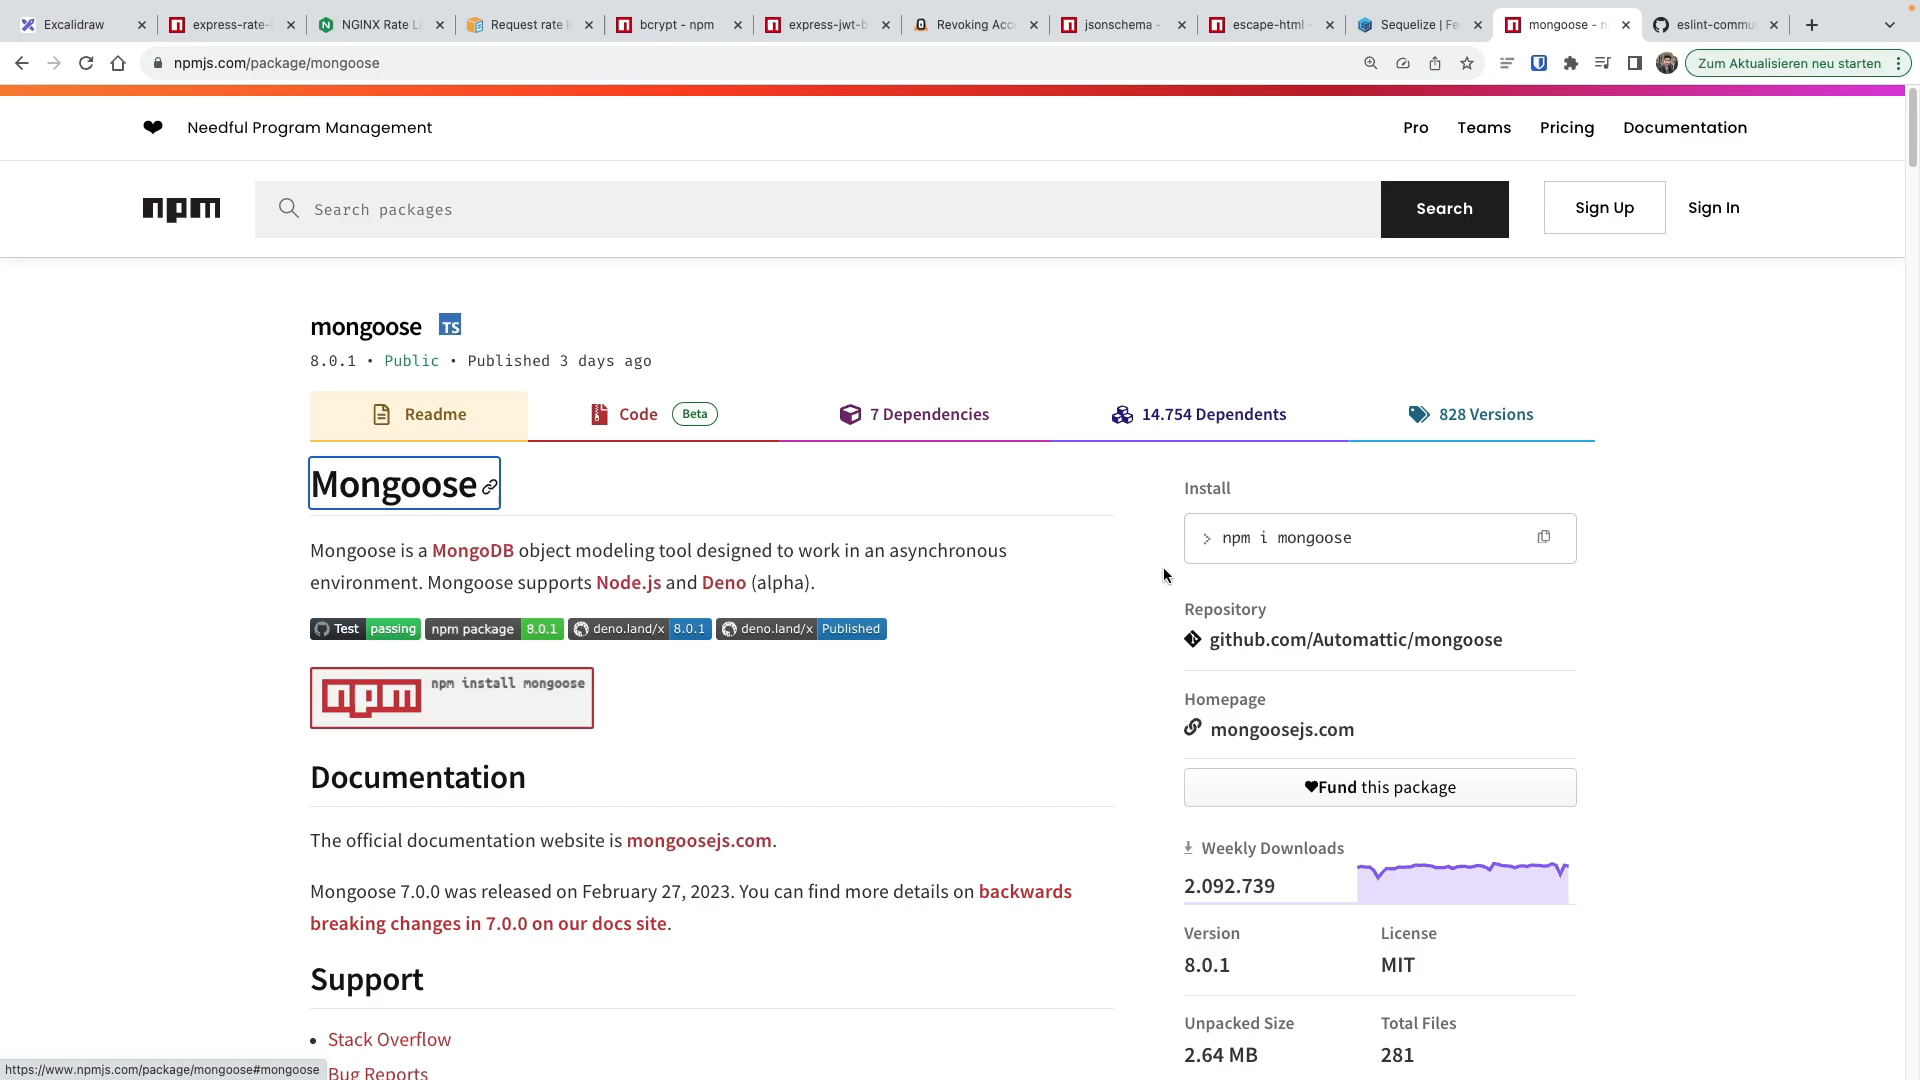 Excalidraw
express-rate-
NGINX Rate Li
Request rate li
bcrypt - npm
express-jwt-b
Revoking Acc
jsonschema -
escape-html -
Sequelize | Fe
mongoose - n
eslint-commu
npmjs.com/package/mongoose
Zum Aktualisieren neu starten
Needful Program Management
Pro
Teams
Pricing
Documentation
npm
Search packages
Search
Sign Up
Sign In
mongoose TS
8.0.1 • Public • Published 3 days ago
Readme
Code Beta
7 Dependencies
14.754 Dependents
828 Versions
Mongoose
Mongoose is a MongoDB object modeling tool designed to work in an asynchronous
environment. Mongoose supports Node.js and Deno (alpha).
Test passing npm package 8.0.1 deno.land/x 8.0.1 deno.land/x Published
npm npm install mongoose
Documentation
The official documentation website is mongoosejs.com.
Mongoose 7.0.0 was released on February 27, 2023. You can find more details on backwards
breaking changes in 7.0.0 on our docs site.
Support
• Stack Overflow
Bug Reports
Install
> npm i mongoose
Repository
github.com/Automattic/mongoose
Homepage
mongoosejs.com
❤Fund this package
Weekly Downloads
2.092.739
Version
8.0.1
License
MIT
Unpacked Size
2.64 MB
Total Files
281
https://www.npmjs.com/package/mongoose#mongoose